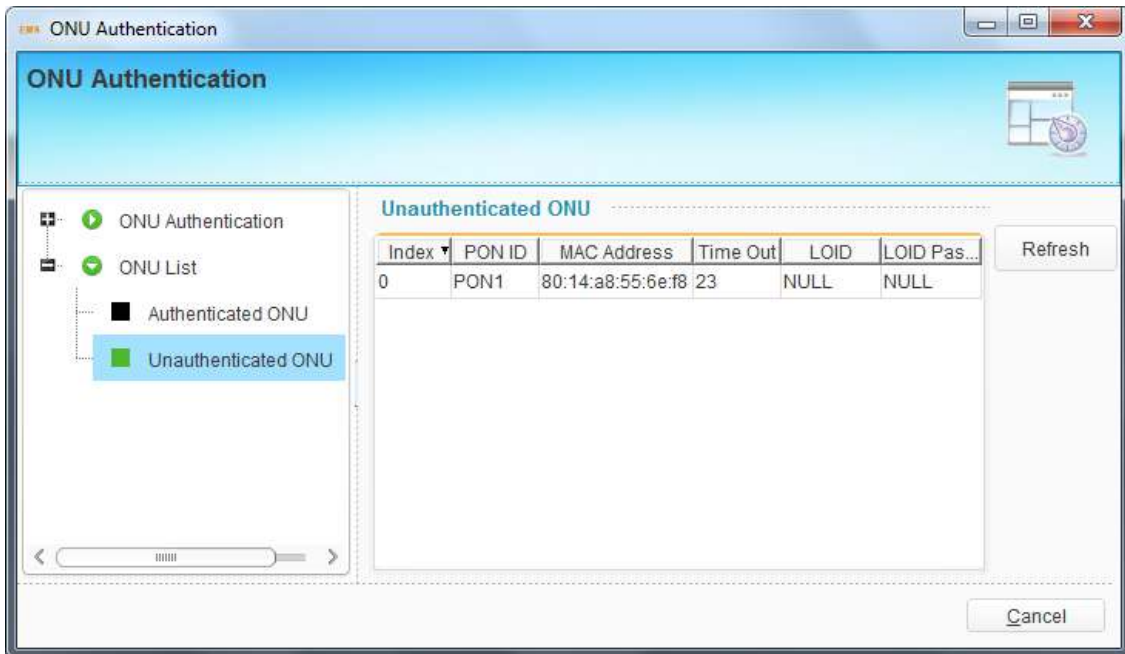 EMS ONU Authentication
ONU Authentication
ONU Authentication
ONU List
Authenticated ONU
Unauthenticated ONU
Unauthenticated ONU
Index PON ID MAC Address Time Out LOID LOID Pas...
0 PON1 80:14:a8:55:6e:f8 23 NULL NULL
Refresh
Cancel